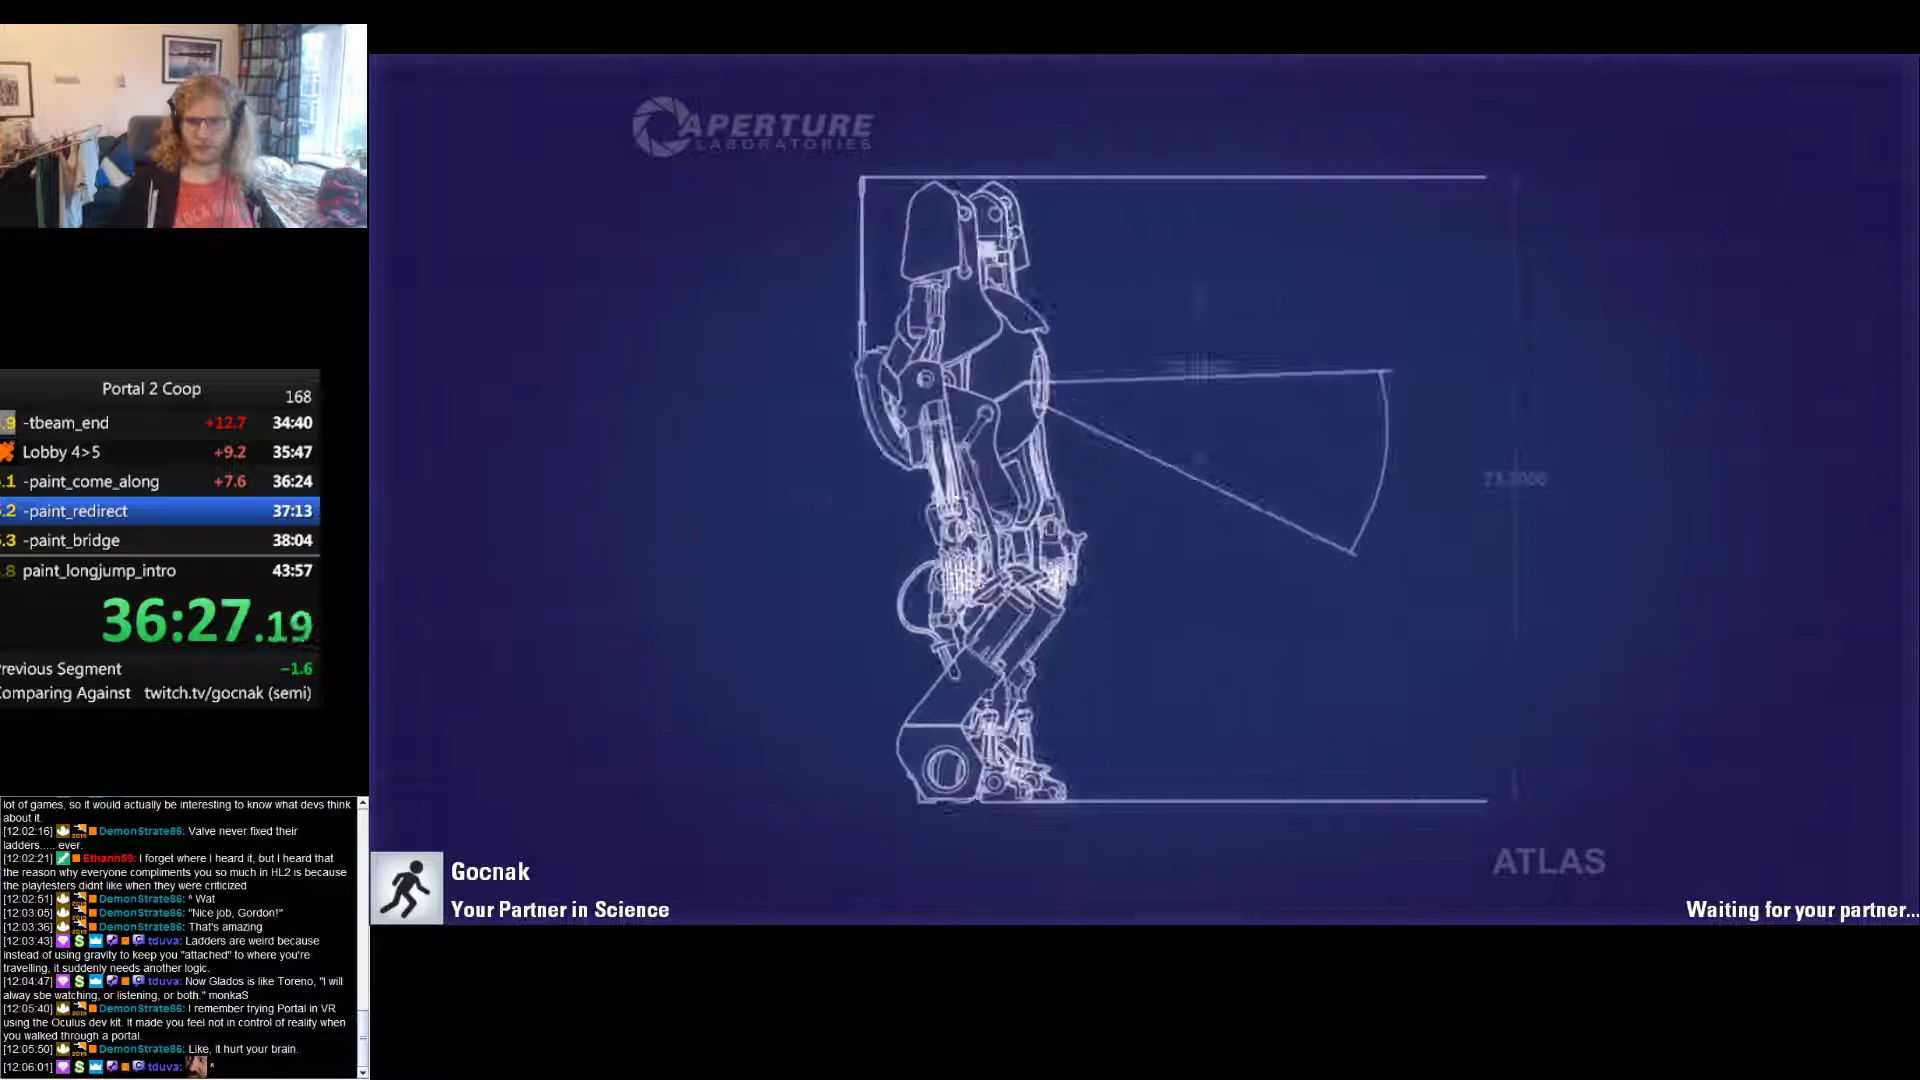 APERTURE
LABORATORIES
Portal 2 Coop
168
.9 -tbeam_end +12.7 34:40
Lobby 4>5 +9.2 35:47
.1 -paint_come_along +7.6 36:24
.2 -paint_redirect 37:13
.3 -paint_bridge 38:04
.8 paint_longjump_intro 43:57
36:27.19
revious Segment −1.6
omparing Against twitch.tv/gocnak (semi)
lot of games, so it would actually be interesting to know what devs think
about it.
[12:02:16] DemonStrate86: Valve never fixed their
ladders..... ever.
[12:02:21] Ethann59: I forget where I heard it, but I heard that
the reason why everyone compliments you so much in HL2 is because
the playtesters didnt like when they were criticized
[12:02:51] DemonStrate86: ^ Wat
[12:03:05] DemonStrate86: "Nice job, Gordon!"
[12:03:36] DemonStrate86: That's amazing
[12:03:43] tduva: Ladders are weird because
instead of using gravity to keep you "attached" to where you're
travelling, it suddenly needs another logic.
[12:04:47] tduva: Now Glados is like Toreno, "I will
alway sbe watching, or listening, or both." monkaS
[12:05:40] DemonStrate86: I remember trying Portal in VR
using the Oculus dev kit. It made you feel not in control of reality when
you walked through a portal.
[12:05:50] DemonStrate86: Like, it hurt your brain.
[12:06:01] tduva: ^
ATLAS
Gocnak
Your Partner in Science
Waiting for your partner...